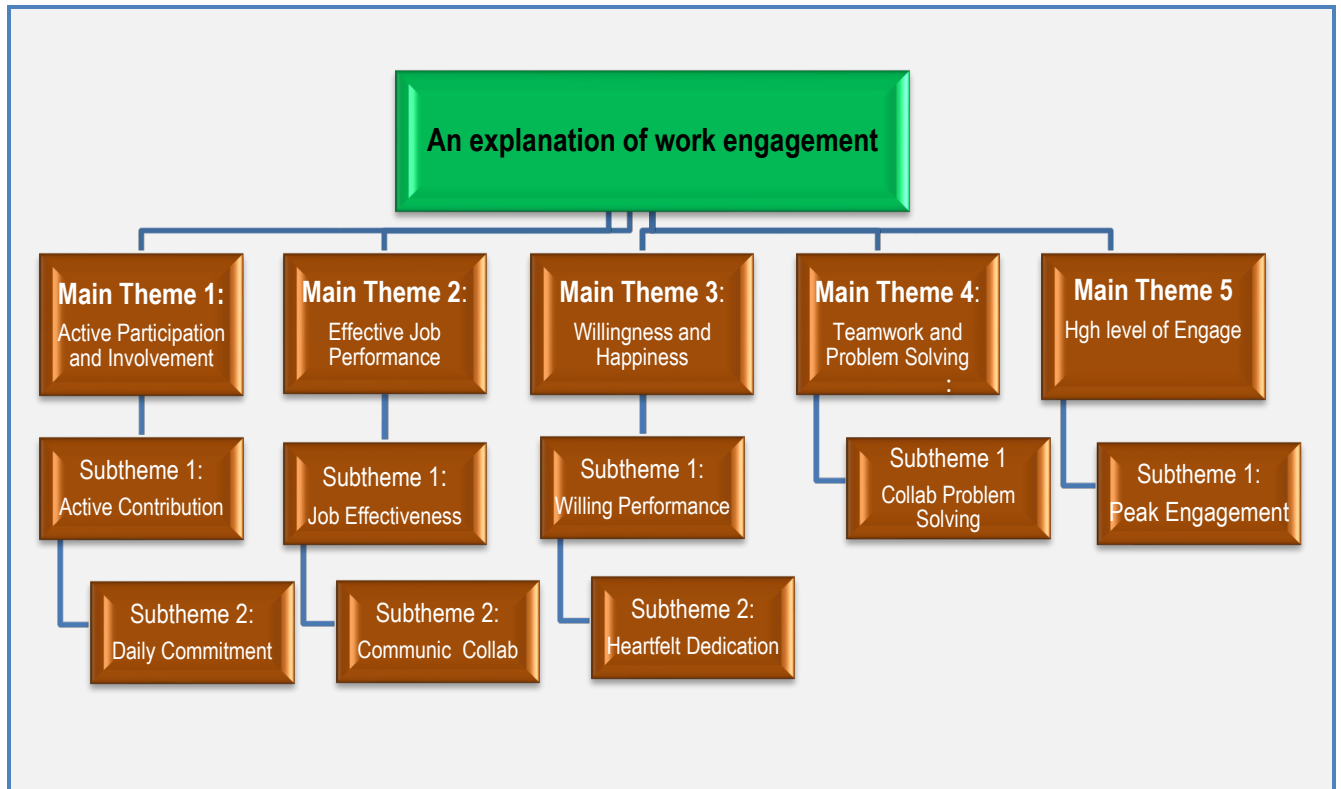 An explanation of work engagement
Main Theme 1:
Active Participation
and Involvement
Main Theme 2:
Effective Job
Performance
Main Theme 3:
Willingness and
Happiness
Main Theme 4:
Teamwork and
Problem Solving
:
Main Theme 5
Hgh level of Engage
Subtheme 1:
Active Contribution
Subtheme 1:
Job Effectiveness
Subtheme 1:
Willing Performance
Subtheme 1
Collab Problem
Solving
Subtheme 1:
Peak Engagement
Subtheme 2:
Daily Commitment
Subtheme 2:
Communic Collab
Subtheme 2:
Heartfelt Dedication